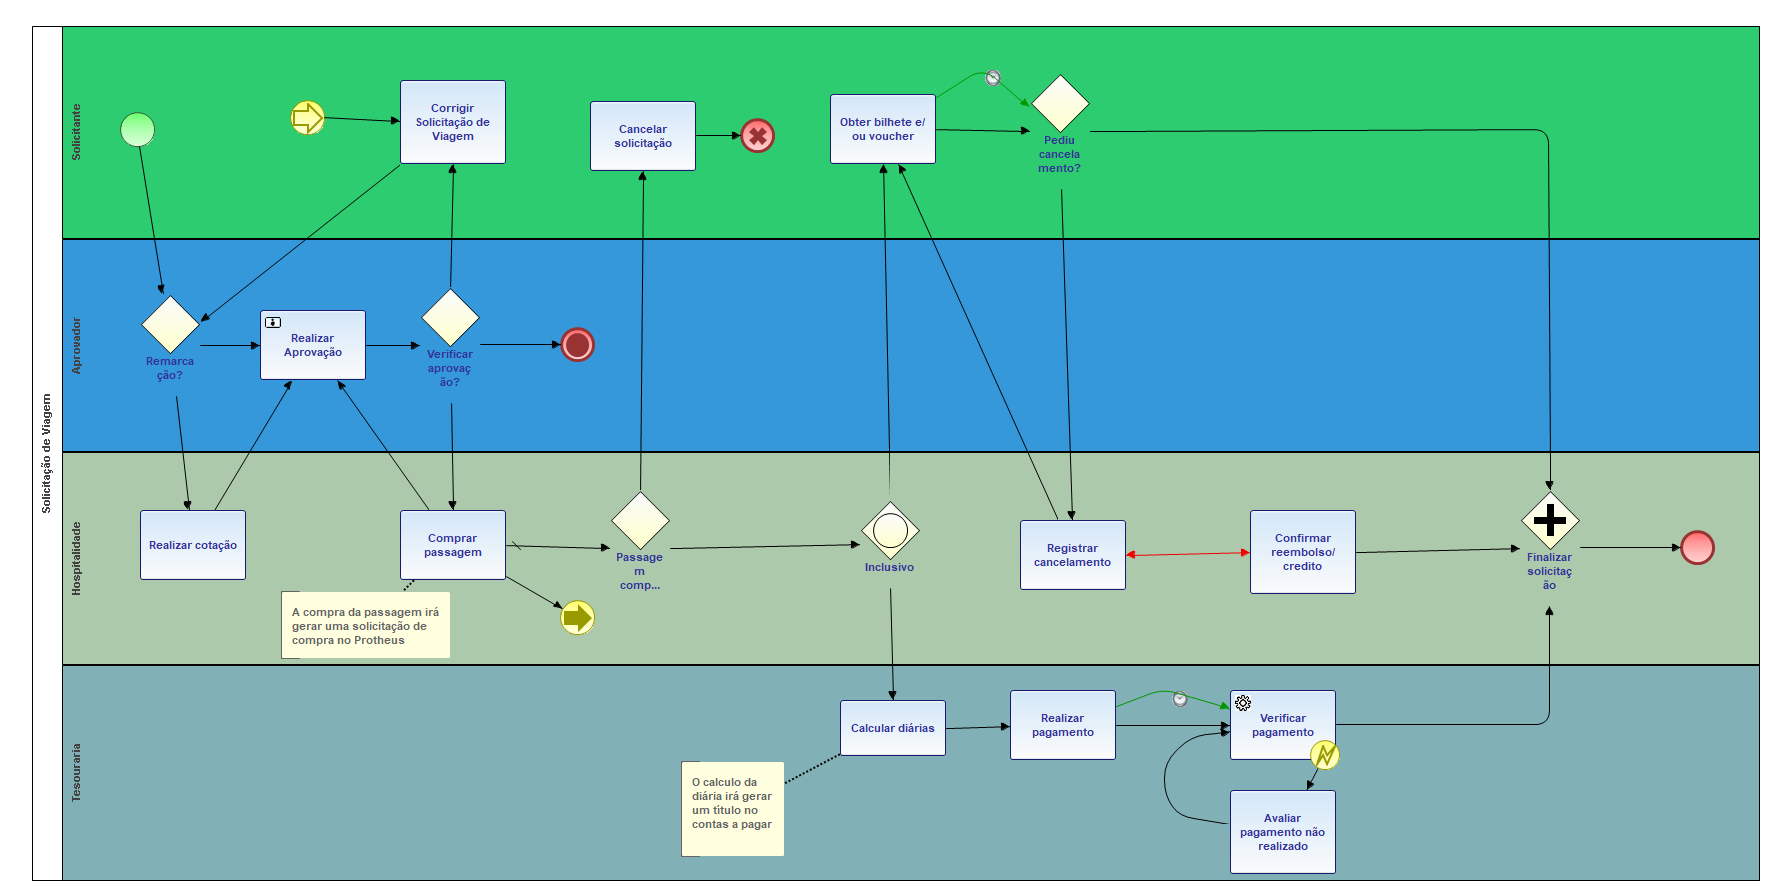 Solicitação de Viagem
Solicitante
Corrigir
Solicitação de
Viagem
Cancelar
solicitação
Obter bilhete e/
ou voucher
Pediu
cancela
mento?
Aprovador
Remarca
ção?
Realizar
Aprovação
Verificar
aprovaç
ão?
Hospitalidade
Realizar cotação
Comprar
passagem
A compra da passagem irá
gerar uma solicitação de
compra no Protheus
Passage
m
comp...
Inclusivo
Registrar
cancelamento
Confirmar
reembolso/
credito
Finalizar
solicitaç
ão
Tesouraria
Calcular diárias
O calculo da
diária irá gerar
um título no
contas a pagar
Realizar
pagamento
Verificar
pagamento
Avaliar
pagamento não
realizado